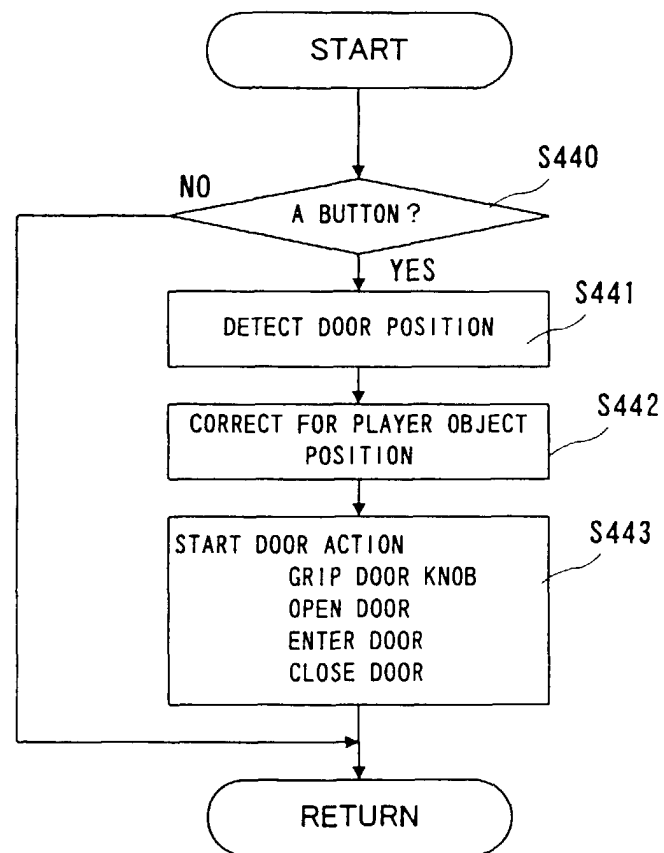 START
S440
NO
A BUTTON?
YES
S441
DETECT DOOR POSITION
S442
CORRECT FOR PLAYER OBJECT
POSITION
S443
START DOOR ACTION
GRIP DOOR KNOB
OPEN DOOR
ENTER DOOR
CLOSE DOOR
RETURN